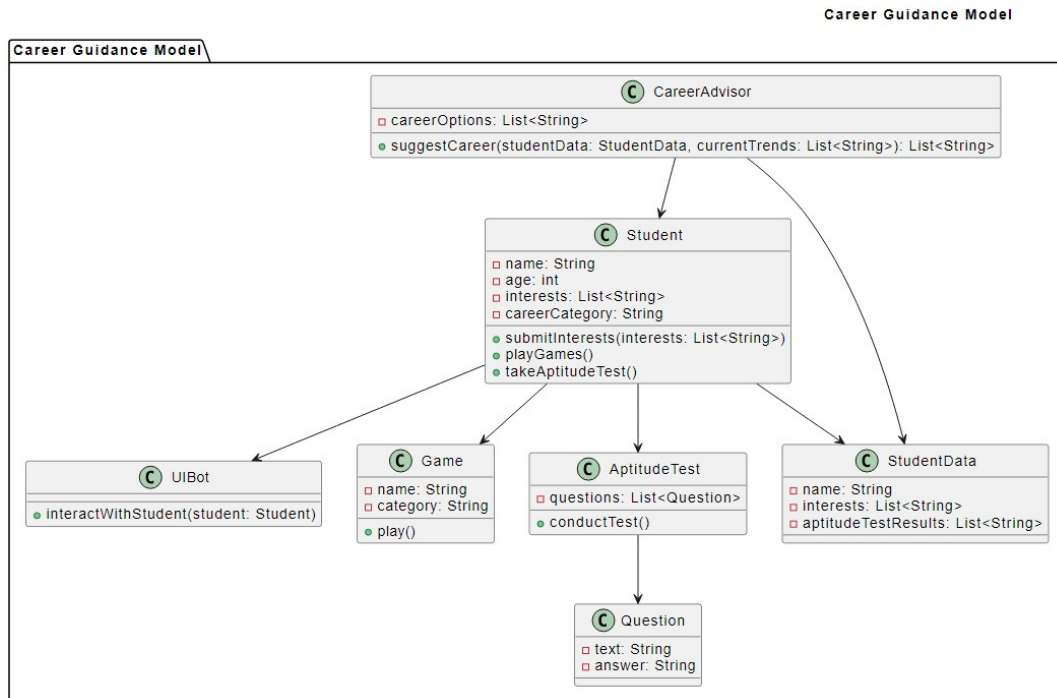 Career Guidance Model
Career Guidance Model
C CareerAdvisor
careerOptions: List<String>
suggestCareer(studentData: StudentData, currentTrends: List<String>): List<String>
C Student
name: String
age: int
interests: List<String>
careerCategory: String
submitInterests(interests: List<String>)
playGames()
takeAptitudeTest()
C UIBot
interactWithStudent(student: Student)
C Game
name: String
category: String
play()
C AptitudeTest
questions: List<Question>
conductTest()
C StudentData
name: String
interests: List<String>
aptitudeTestResults: List<String>
C Question
text: String
answer: String